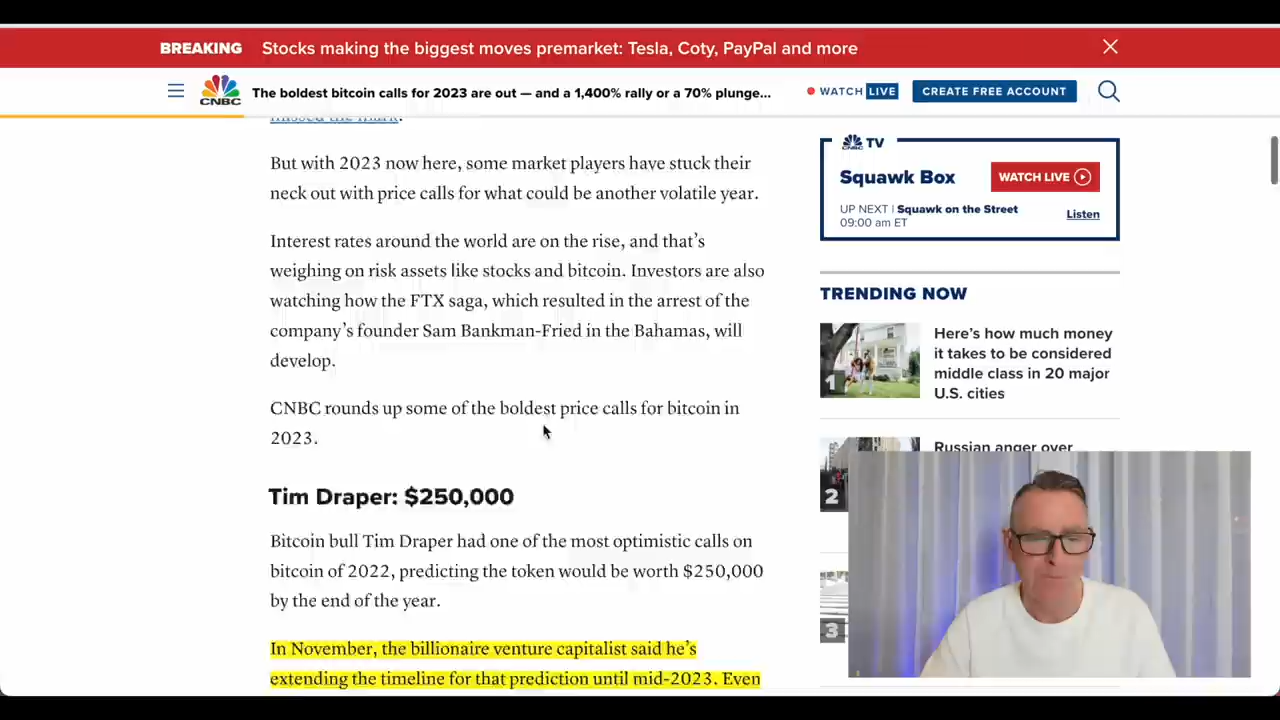 BREAKING Stocks making the biggest moves premarket: Tesla, Coty, PayPal and more
CNBC
The boldest bitcoin calls for 2023 are out — and a 1,400% rally or a 70% plunge...
WATCH LIVE
CREATE FREE ACCOUNT
missed the mark.
But with 2023 now here, some market players have stuck their
neck out with price calls for what could be another volatile year.
Interest rates around the world are on the rise, and that’s
weighing on risk assets like stocks and bitcoin. Investors are also
watching how the FTX saga, which resulted in the arrest of the
company’s founder Sam Bankman-Fried in the Bahamas, will
develop.
CNBC rounds up some of the boldest price calls for bitcoin in
2023.
Tim Draper: $250,000
Bitcoin bull Tim Draper had one of the most optimistic calls on
bitcoin of 2022, predicting the token would be worth $250,000
by the end of the year.
In November, the billionaire venture capitalist said he’s
extending the timeline for that prediction until mid-2023. Even
CNBC TV
Squawk Box
WATCH LIVE
UP NEXT | Squawk on the Street
09:00 am ET
Listen
TRENDING NOW
1
Here’s how much money
it takes to be considered
middle class in 20 major
U.S. cities
2
Russian anger over
3